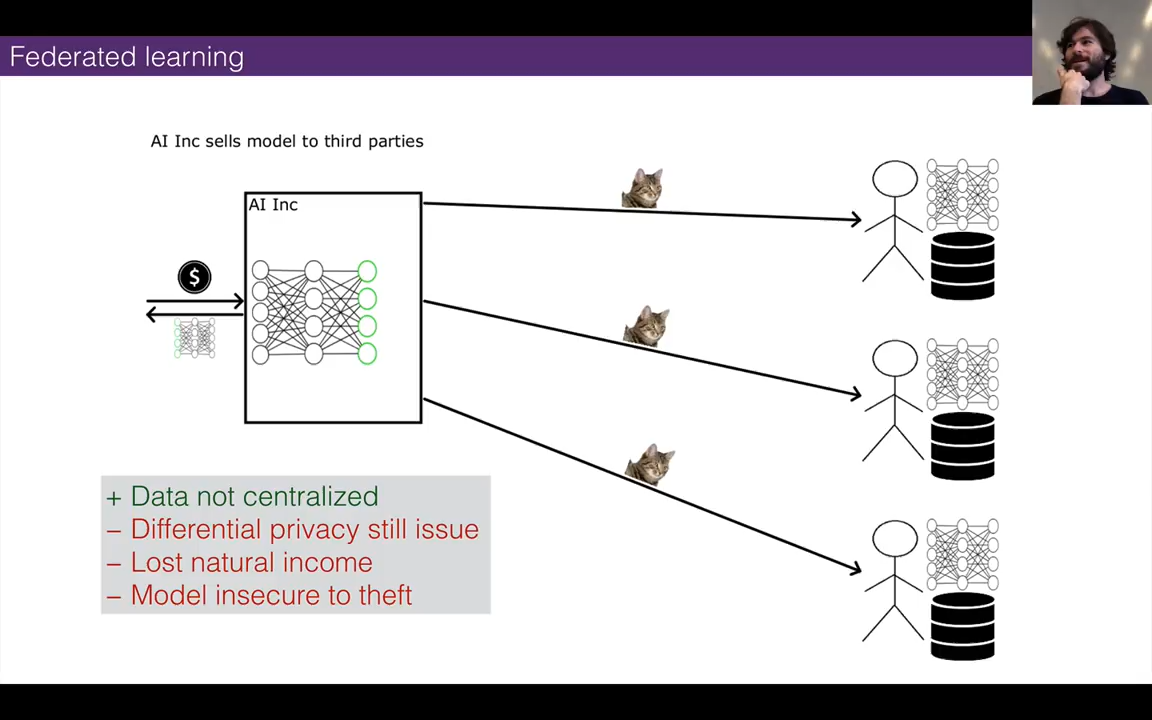 Federated learning
AI Inc sells model to third parties
AI Inc
$
+ Data not centralized
– Differential privacy still issue
– Lost natural income
– Model insecure to theft